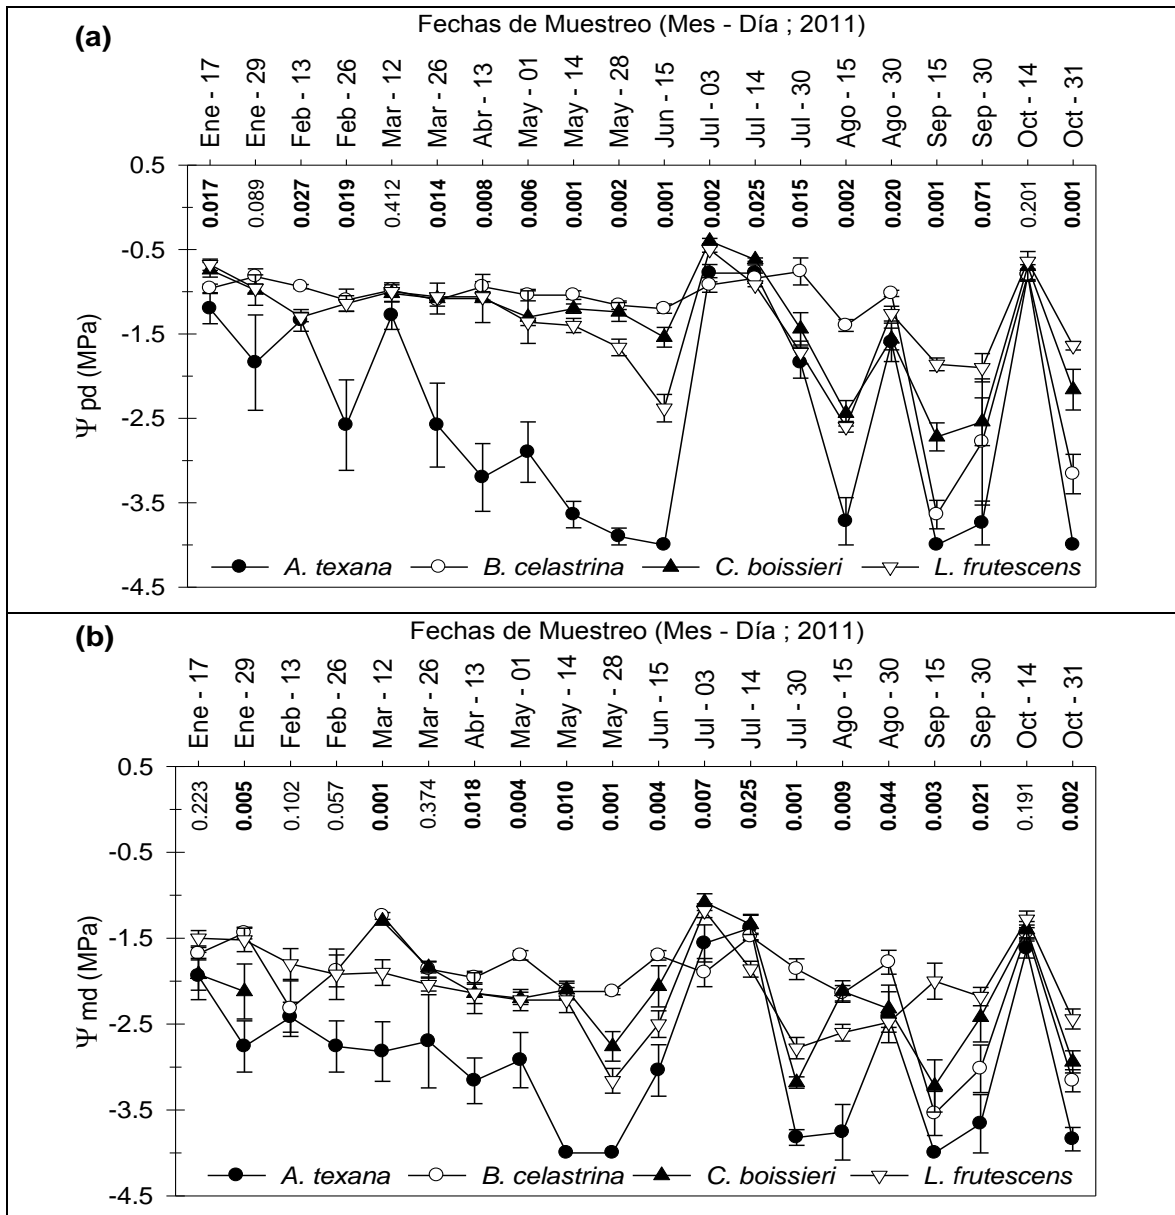 (a)
Fechas de Muestreo (Mes - Día ; 2011)
Ene - 17
Ene - 29
Feb - 13
Feb - 26
Mar - 12
Mar - 26
Abr - 13
May - 01
May - 14
May - 28
Jun - 15
Jul - 03
Jul - 14
Jul - 30
Ago - 15
Ago - 30
Sep - 15
Sep - 30
Oct - 14
Oct - 31
0.017
0.089
0.027
0.019
0.412
0.014
0.008
0.006
0.001
0.002
0.001
0.002
0.025
0.015
0.002
0.020
0.001
0.071
0.201
0.001
0.5
-0.5
-1.5
-2.5
-3.5
-4.5
Ψ pd (MPa)
A. texana B. celastrina C. boissieri L. frutescens
(b)
Fechas de Muestreo (Mes - Día ; 2011)
Ene - 17
Ene - 29
Feb - 13
Feb - 26
Mar - 12
Mar - 26
Abr - 13
May - 01
May - 14
May - 28
Jun - 15
Jul - 03
Jul - 14
Jul - 30
Ago - 15
Ago - 30
Sep - 15
Sep - 30
Oct - 14
Oct - 31
0.223
0.005
0.102
0.057
0.001
0.374
0.018
0.004
0.010
0.001
0.004
0.007
0.025
0.001
0.009
0.044
0.003
0.021
0.191
0.002
0.5
-0.5
-1.5
-2.5
-3.5
-4.5
Ψ md (MPa)
A. texana B. celastrina C. boissieri L. frutescens